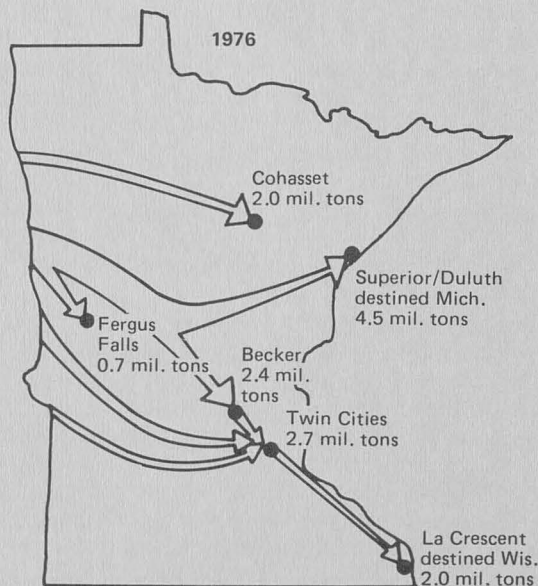 1976
Cohasset
2.0 mil. tons
Superior/Duluth
destined Mich.
4.5 mil. tons
Fergus
Falls
0.7 mil. tons
Becker
2.4 mil.
tons
Twin Cities
2.7 mil. tons
La Crescent
destined Wis.
2.0 mil. tons